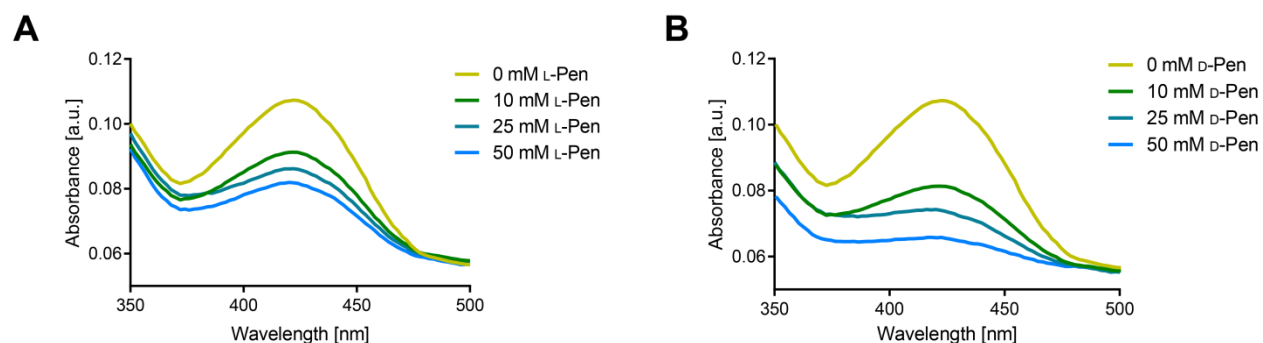 A
0.12
0.10
0.08
0.06
Absorbance [a.u.]
350
400
450
500
Wavelength [nm]
0 mM L-Pen
10 mM L-Pen
25 mM L-Pen
50 mM L-Pen
B
0.12
0.10
0.08
0.06
Absorbance [a.u.]
350
400
450
500
Wavelength [nm]
0 mM D-Pen
10 mM D-Pen
25 mM D-Pen
50 mM D-Pen